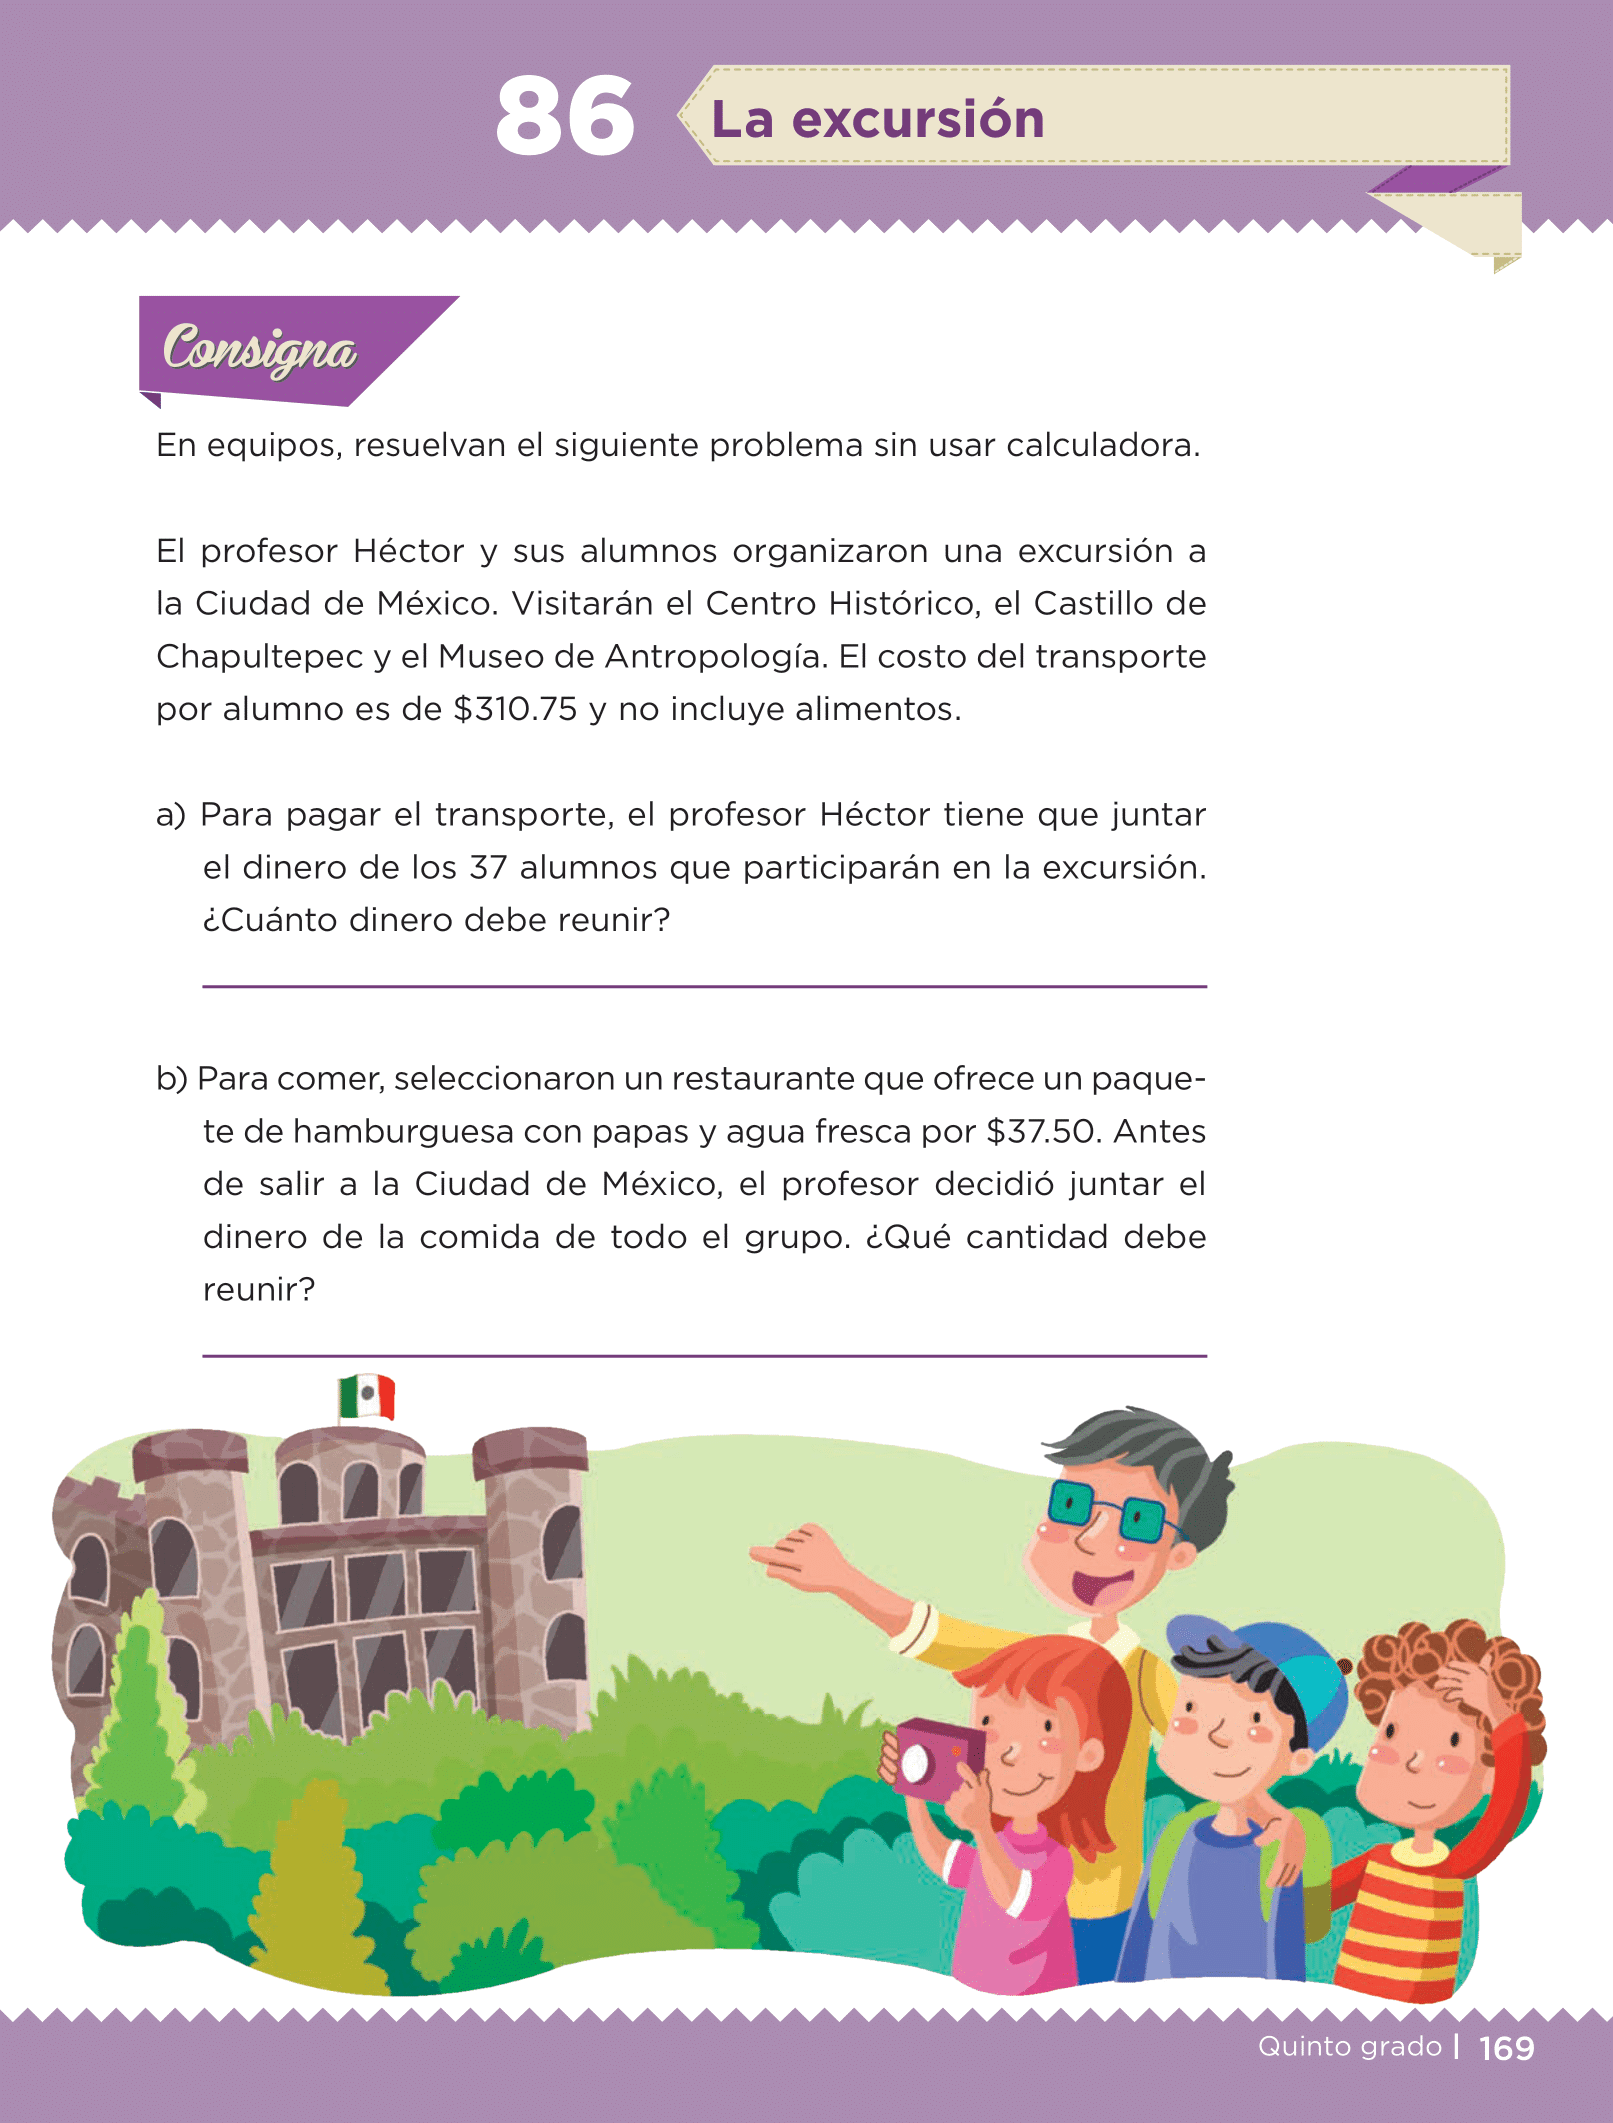 86
La excursión
Consigna
En equipos, resuelvan el siguiente problema sin usar calculadora.
El profesor Héctor y sus alumnos organizaron una excursión a
la Ciudad de México. Visitarán el Centro Histórico, el Castillo de
Chapultepec y el Museo de Antropología. El costo del transporte
por alumno es de $310.75 y no incluye alimentos.
a) Para pagar el transporte, el profesor Héctor tiene que juntar
el dinero de los 37 alumnos que participarán en la excursión.
¿Cuánto dinero debe reunir?
b) Para comer, seleccionaron un restaurante que ofrece un paque-
te de hamburguesa con papas y agua fresca por $37.50. Antes
de salir a la Ciudad de México, el profesor decidió juntar el
dinero de la comida de todo el grupo. ¿Qué cantidad debe
reunir?
Quinto grado | 169